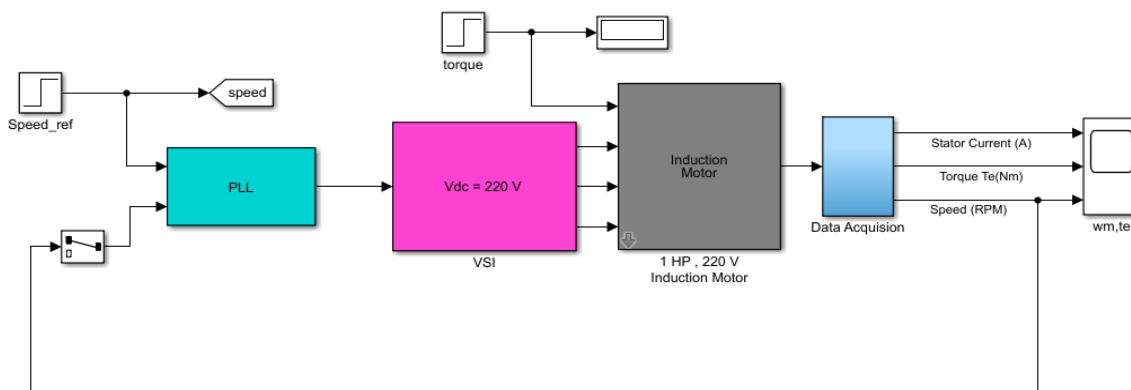 torque
speed
Speed_ref
PLL
Vdc = 220 V
VSI
Induction
Motor
1 HP , 220 V
Induction Motor
Data Acquision
Stator Current (A)
Torque Te(Nm)
Speed (RPM)
wm,te